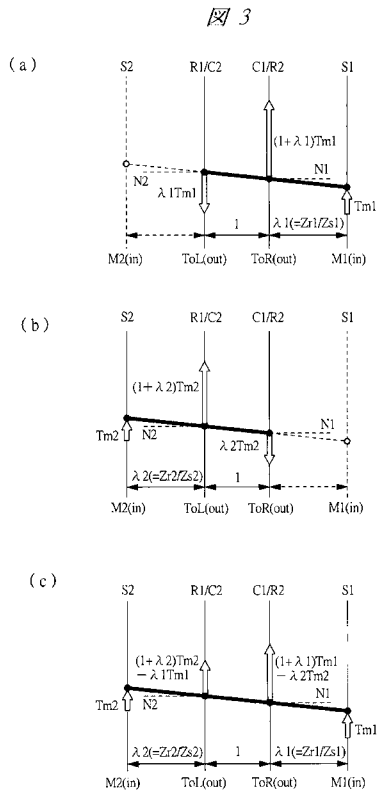 図 3
(a)
S2 R1/C2 C1/R2 S1
(1+λ1)Tm1
N2 N1
λ1Tm1 Tm1
1 λ1(=Zr1/Zs1)
M2(in) ToL(out) ToR(out) M1(in)
(b)
S2 R1/C2 C1/R2 S1
(1+λ2)Tm2
N1
Tm2 N2 λ2Tm2
λ2(=Zr2/Zs2) 1
M2(in) ToL(out) ToR(out) M1(in)
(c)
S2 R1/C2 C1/R2 S1
(1+λ2)Tm2 (1+λ1)Tm1
−λ1Tm1 −λ2Tm2
Tm2 N2 N1
Tm1
λ2(=Zr2/Zs2) 1 λ1(=Zr1/Zs1)
M2(in) ToL(out) ToR(out) M1(in)